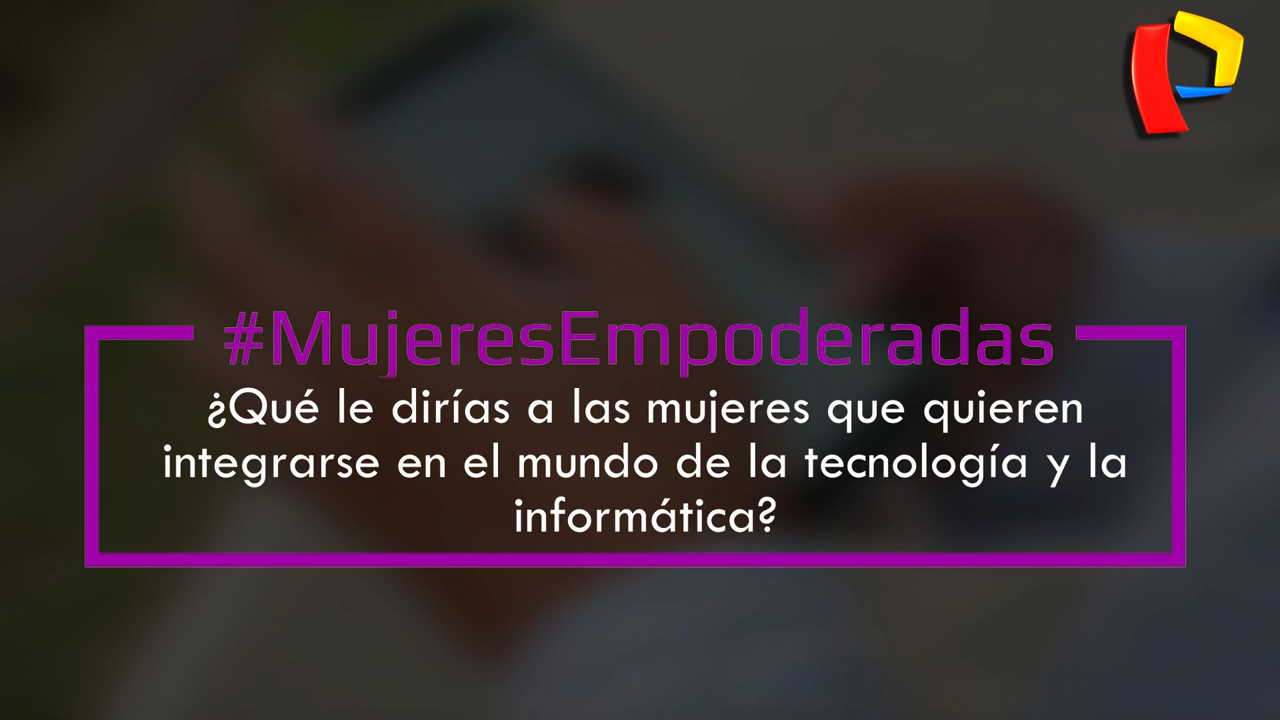 #MujeresEmpoderadas
¿Qué le dirías a las mujeres que quieren
integrarse en el mundo de la tecnología y la
informática?